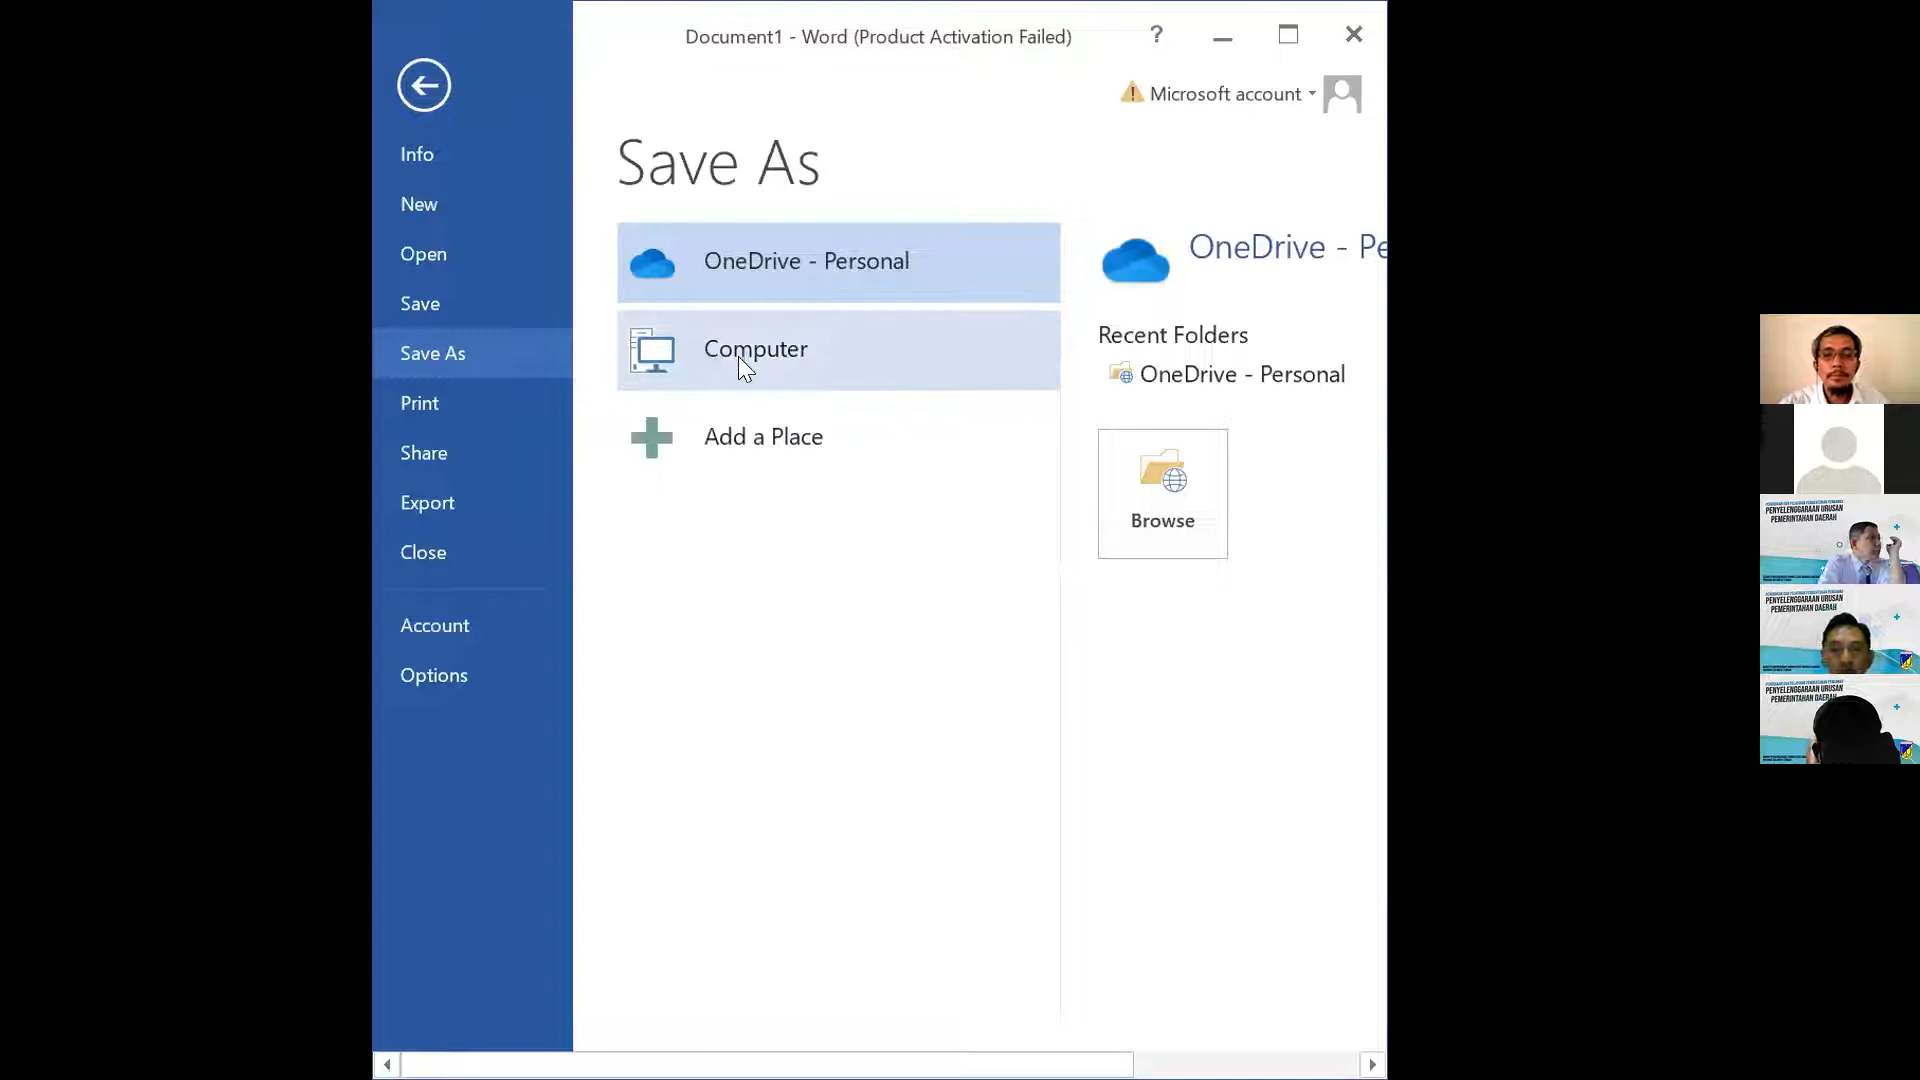 Document1 - Word (Product Activation Failed)
?
Microsoft account
Info
New
Open
Save
Save As
Print
Share
Export
Close
Account
Options
Save As
OneDrive - Personal
Computer
Add a Place
OneDrive - Pe
Recent Folders
OneDrive - Personal
Browse
PENYELENGGARAAN URUSAN
PEMERINTAHAN DAERAH
PENYELENGGARAAN URUSAN
PEMERINTAHAN DAERAH
PENYELENGGARAAN URUSAN
PEMERINTAHAN DAERAH